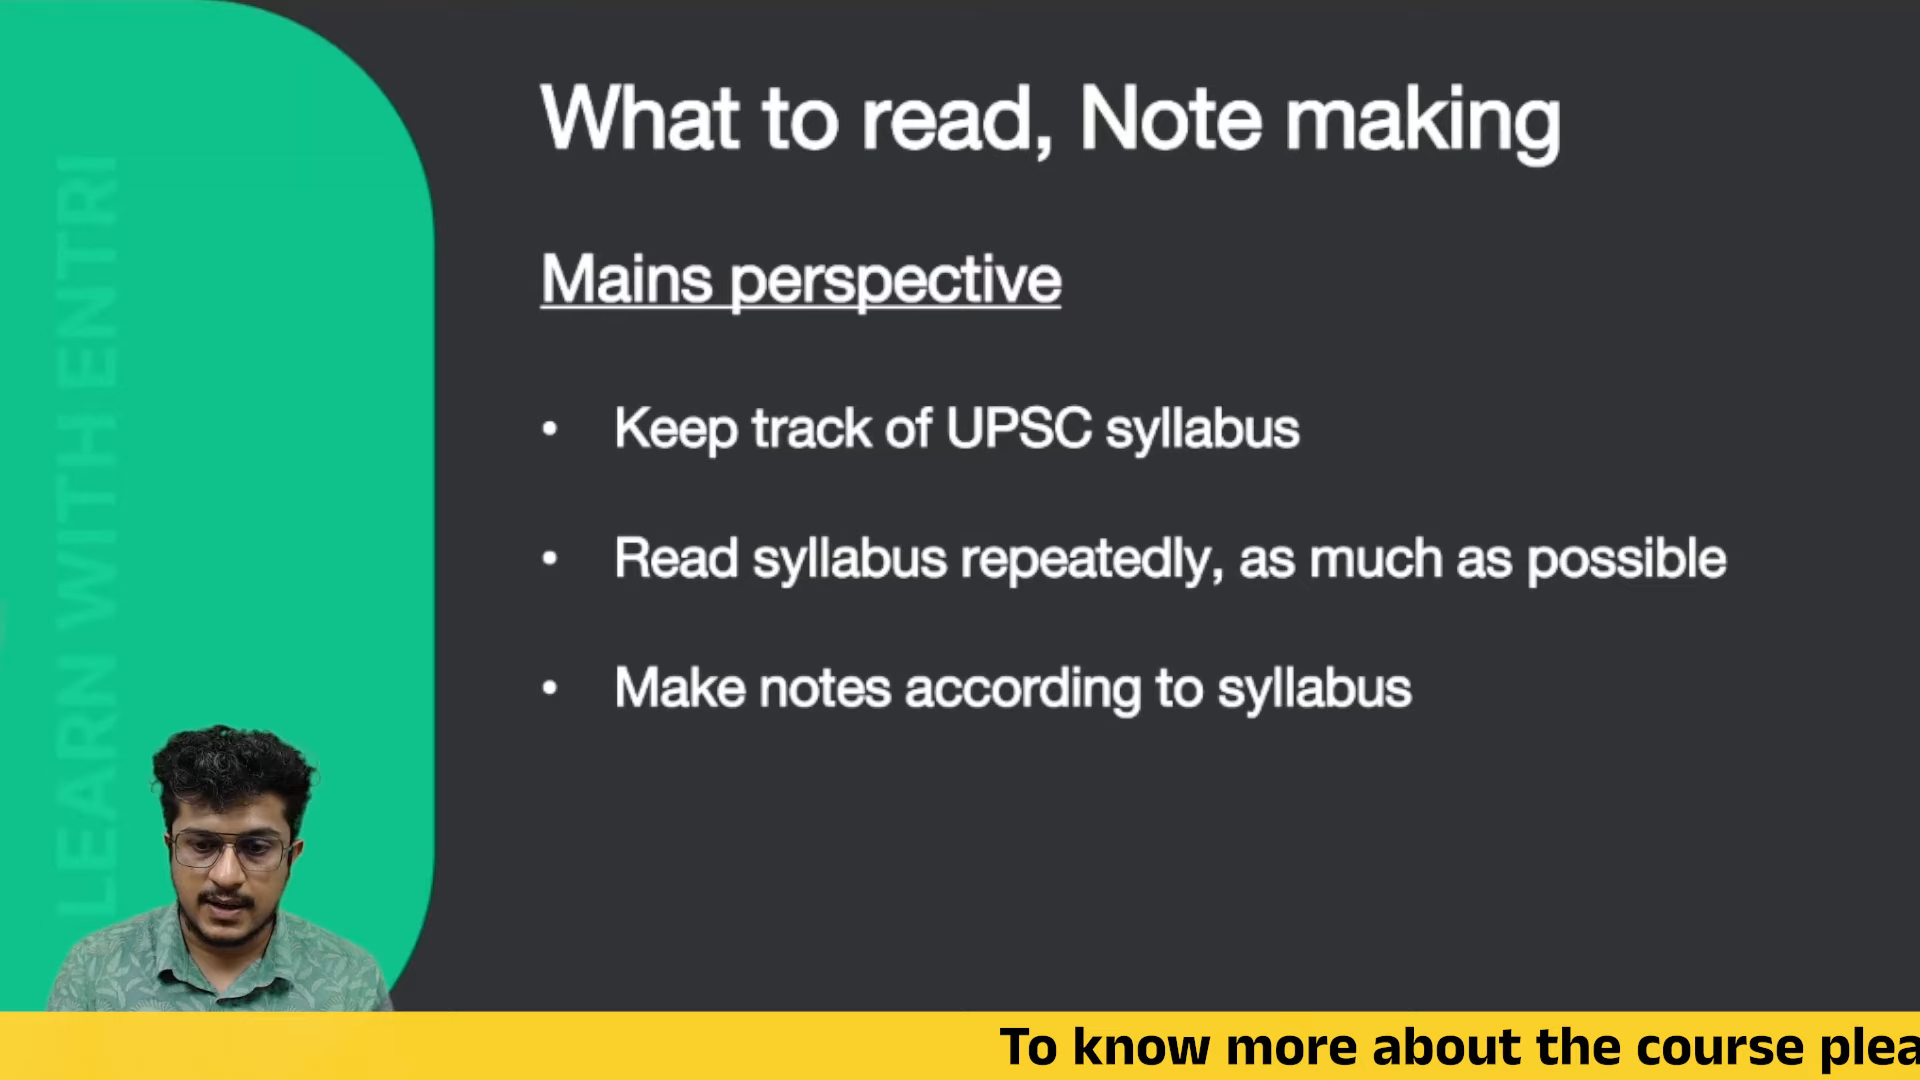 What to read, Note making
Mains perspective
• Keep track of UPSC syllabus
• Read syllabus repeatedly, as much as possible
• Make notes according to syllabus
LEARN WITH ENTRI
To know more about the course plea